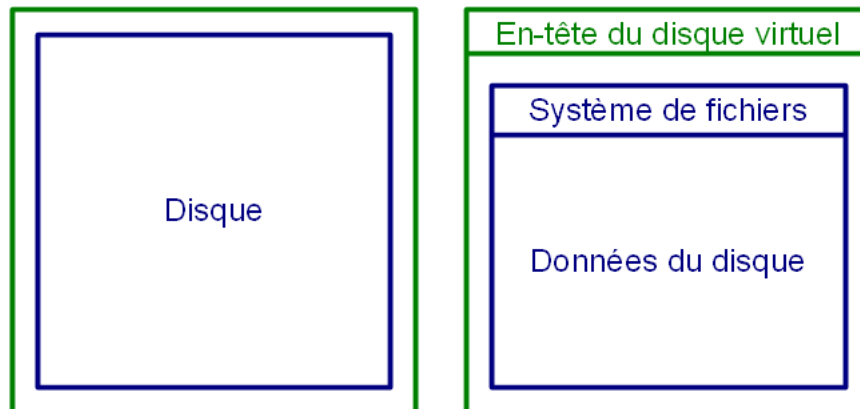 Disque
En-tête du disque virtuel
Système de fichiers
Données du disque